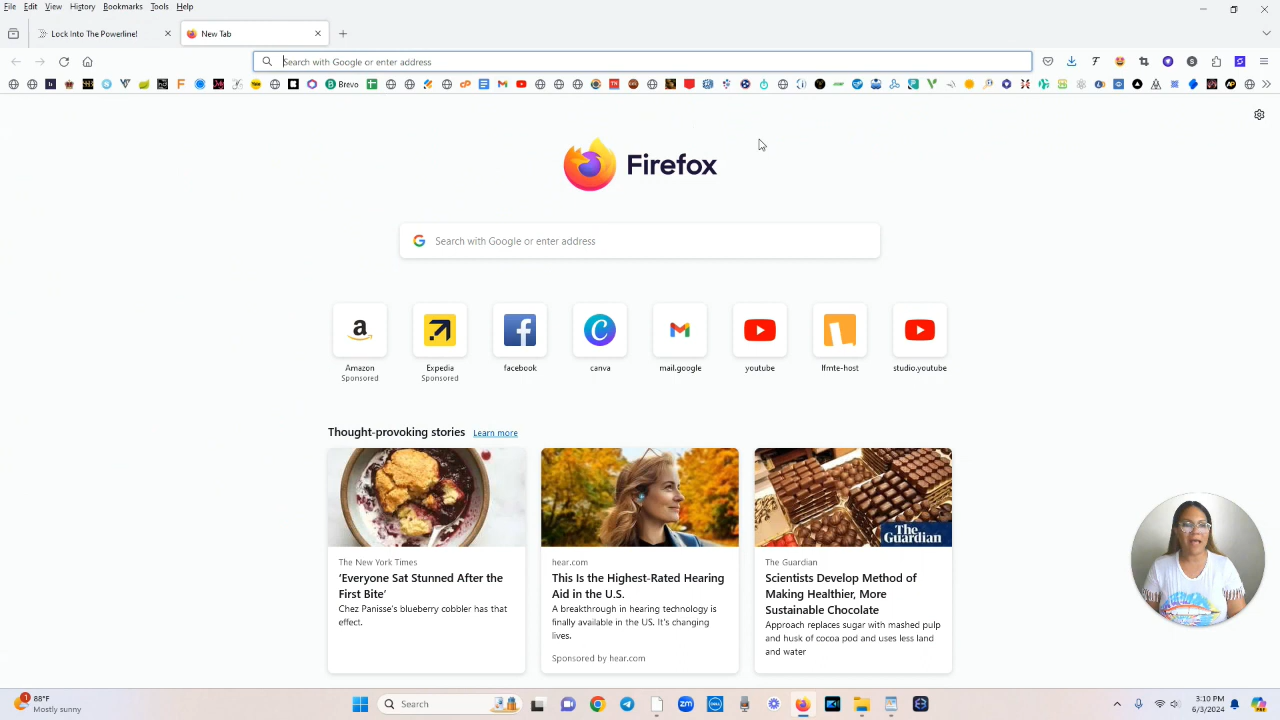 File Edit View History Bookmarks Tools Help
Lock Into The Powerline!
New Tab
Search with Google or enter address
Brevo
Firefox
Search with Google or enter address
Amazon
Sponsored
Expedia
Sponsored
facebook
canva
mail.google
youtube
lfmte-host
studio.youtube
Thought-provoking stories Learn more
The Guardian
The New York Times
‘Everyone Sat Stunned After the
First Bite’
Chez Panisse's blueberry cobbler has that
effect.
hear.com
This Is the Highest-Rated Hearing
Aid in the U.S.
A breakthrough in hearing technology is
finally available in the US. It's changing
lives.
Sponsored by hear.com
The Guardian
Scientists Develop Method of
Making Healthier, More
Sustainable Chocolate
Approach replaces sugar with mashed pulp
and husk of cocoa pod and uses less land
and water
1
88°F
Mostly sunny
Search
zm
DELL
3:10 PM
6/3/2024